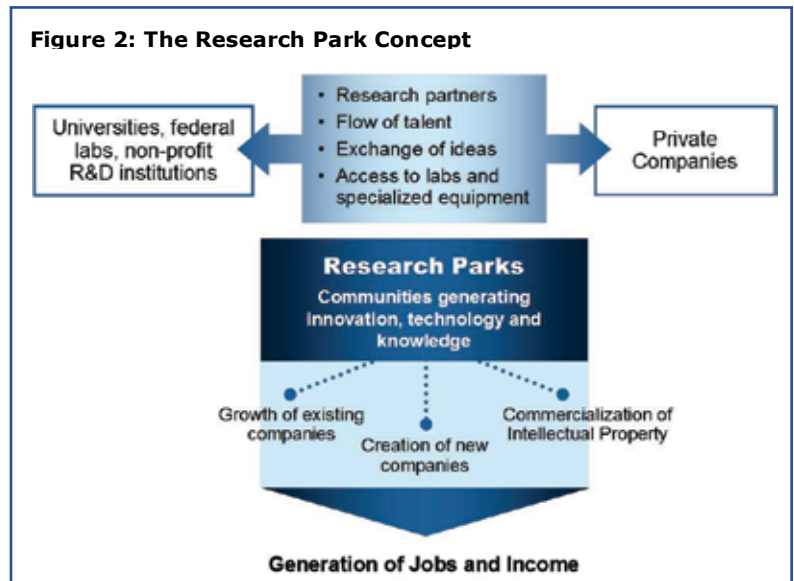 Figure 2: The Research Park Concept
Universities, federal
labs, non-profit
R&D institutions
• Research partners
• Flow of talent
• Exchange of ideas
• Access to labs and
specialized equipment
Private
Companies
Research Parks
Communities generating
innovation, technology and
knowledge
Growth of existing
companies
Creation of new
companies
Commercialization of
Intellectual Property
Generation of Jobs and Income